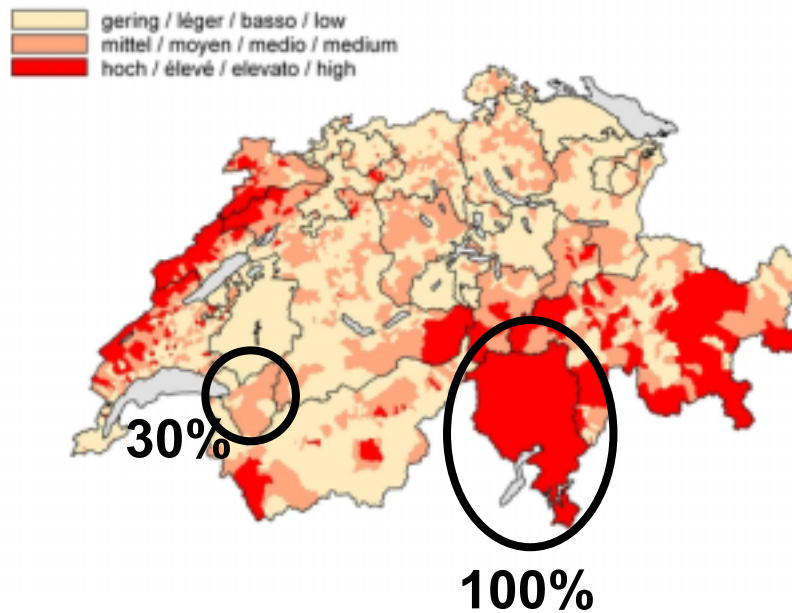 gering / léger / basso / low
mittel / moyen / medio / medium
hoch / élevé / elevato / high
30%
100%